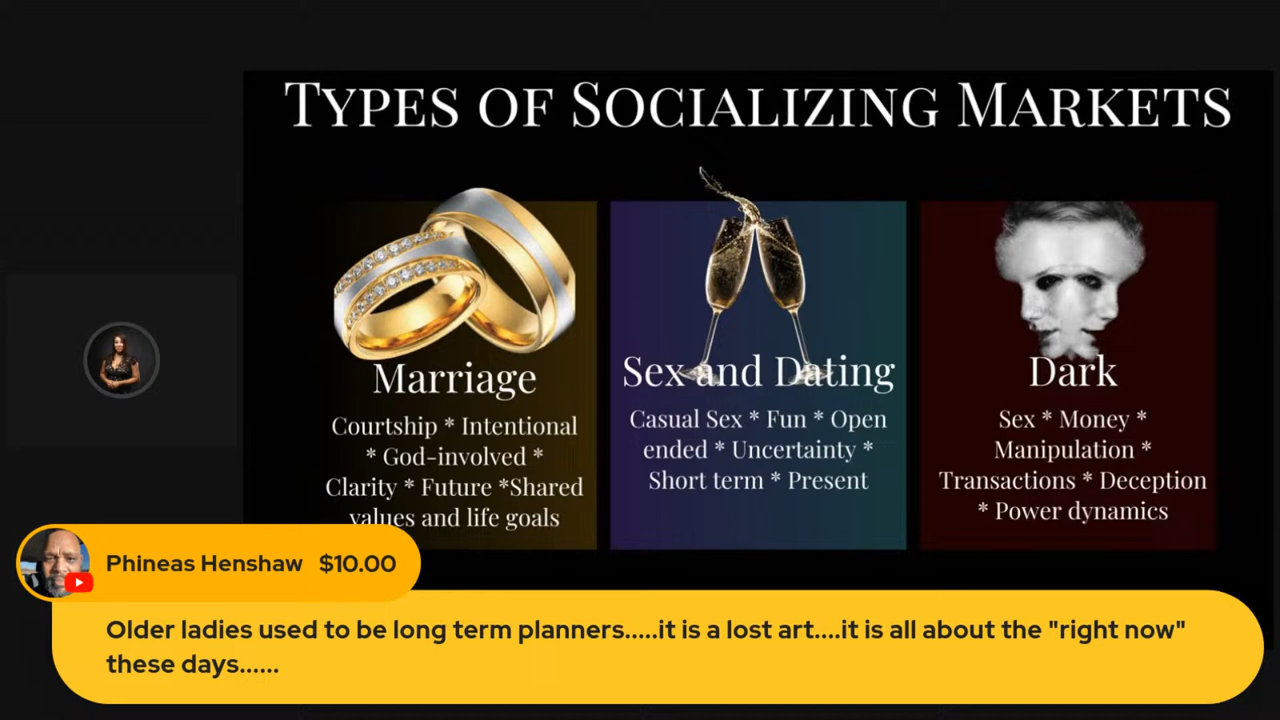 TYPES OF SOCIALIZING MARKETS
Marriage
Courtship * Intentional
* God-involved *
Clarity * Future *Shared
values and life goals
Sex and Dating
Casual Sex * Fun * Open
ended * Uncertainty *
Short term * Present
Dark
Sex * Money *
Manipulation *
Transactions * Deception
* Power dynamics
Phineas Henshaw $10.00
Older ladies used to be long term planners.....it is a lost art....it is all about the "right now"
these days......